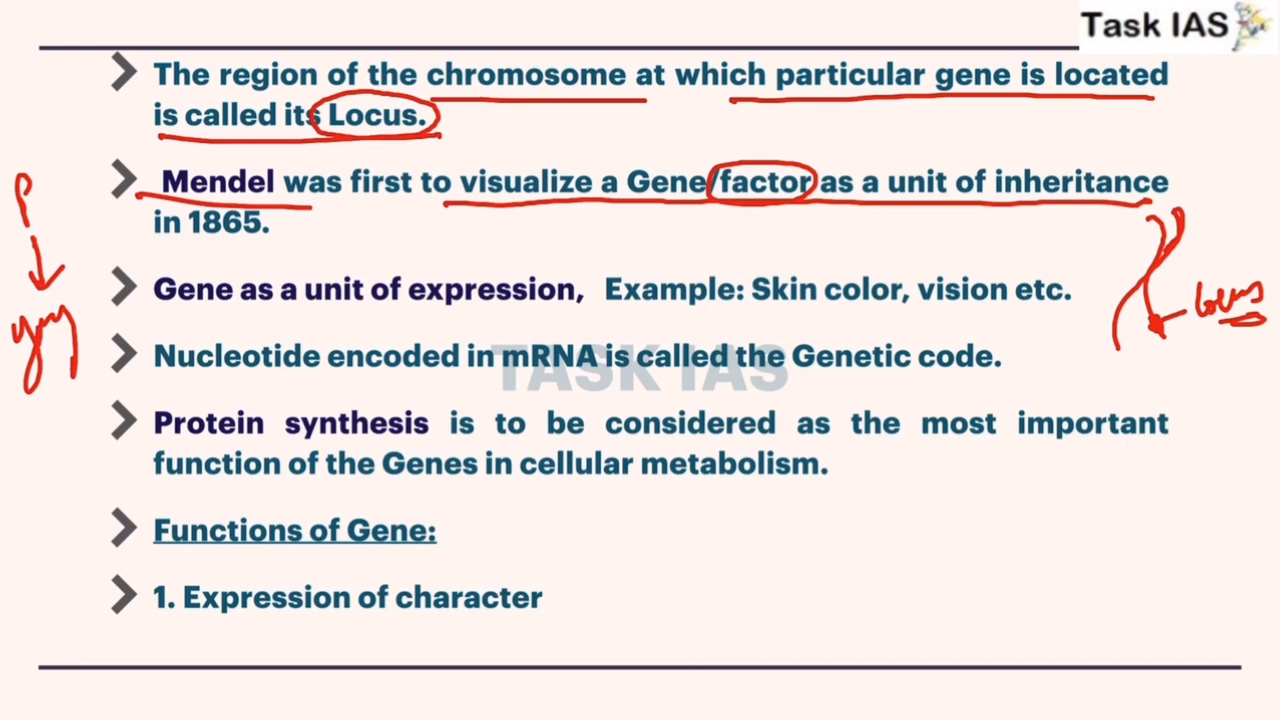 Task IAS
The region of the chromosome at which particular gene is located
is called its Locus.
Mendel was first to visualize a Gene/factor as a unit of inheritance
in 1865.
Gene as a unit of expression, Example: Skin color, vision etc.
locus
Nucleotide encoded in mRNA is called the Genetic code.
TASK IAS
Protein synthesis is to be considered as the most important
function of the Genes in cellular metabolism.
Functions of Gene:
1. Expression of character